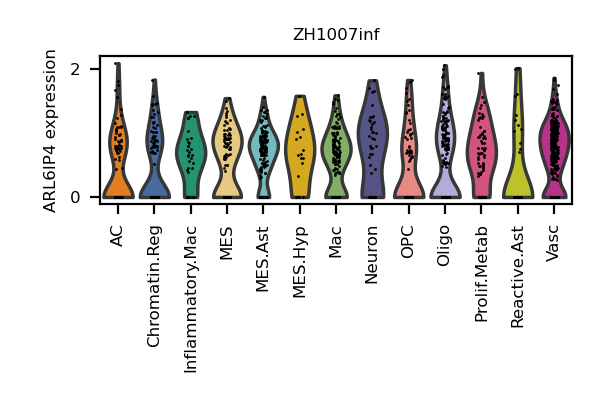 ZH1007inf
ARL6IP4 expression
2
0
AC
Chromatin.Reg
Inflammatory.Mac
MES
MES.Ast
MES.Hyp
Mac
Neuron
OPC
Oligo
Prolif.Metab
Reactive.Ast
Vasc